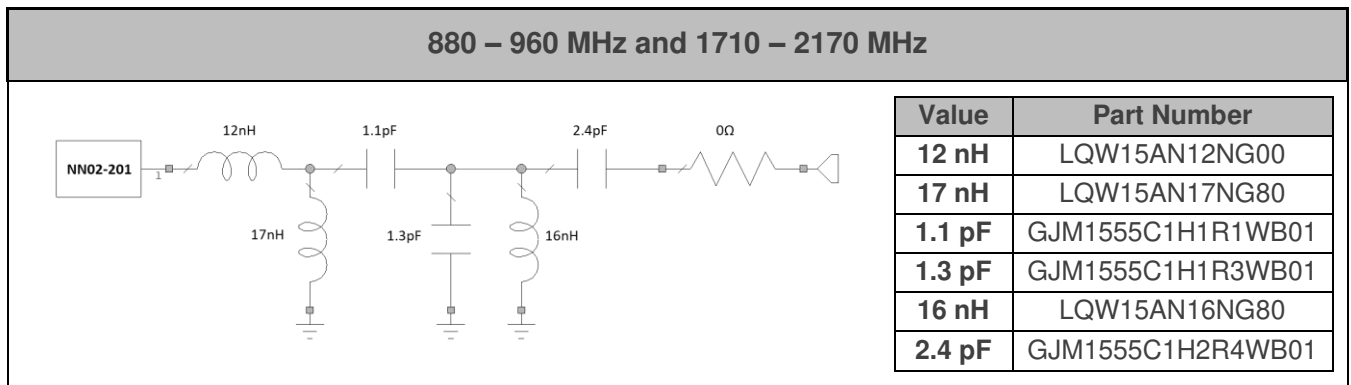 880 – 960 MHz and 1710 – 2170 MHz
12nH
1.1pF
2.4pF
0Ω
NN02-201
1
17nH
1.3pF
16nH
Value Part Number
12 nH LQW15AN12NG00
17 nH LQW15AN17NG80
1.1 pF GJM1555C1H1R1WB01
1.3 pF GJM1555C1H1R3WB01
16 nH LQW15AN16NG80
2.4 pF GJM1555C1H2R4WB01